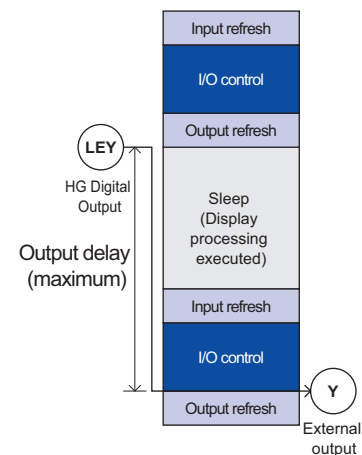 Input refresh
I/O control
Output refresh
LEY
HG Digital
Output
Sleep
(Display
processing
executed)
Output delay
(maximum)
Input refresh
I/O control
Output refresh
Y
External
output